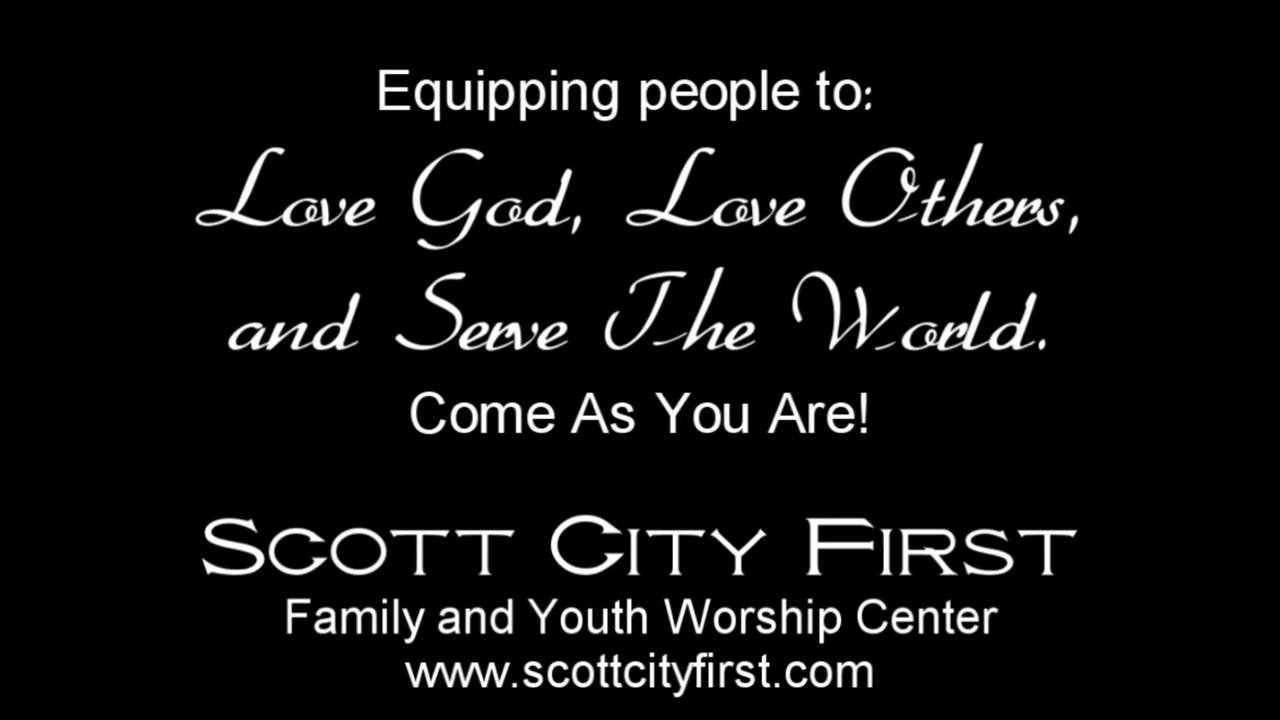 Equipping people to:
Love God, Love Others,
and Serve The World.
Come As You Are!
Scott City First
Family and Youth Worship Center
www.scottcityfirst.com